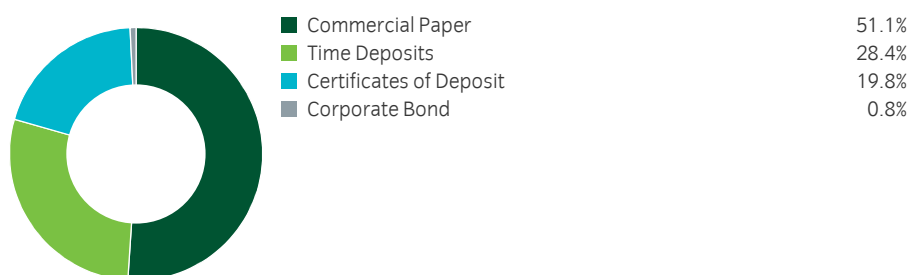 Commercial Paper 51.1%
Time Deposits 28.4%
Certificates of Deposit 19.8%
Corporate Bond 0.8%